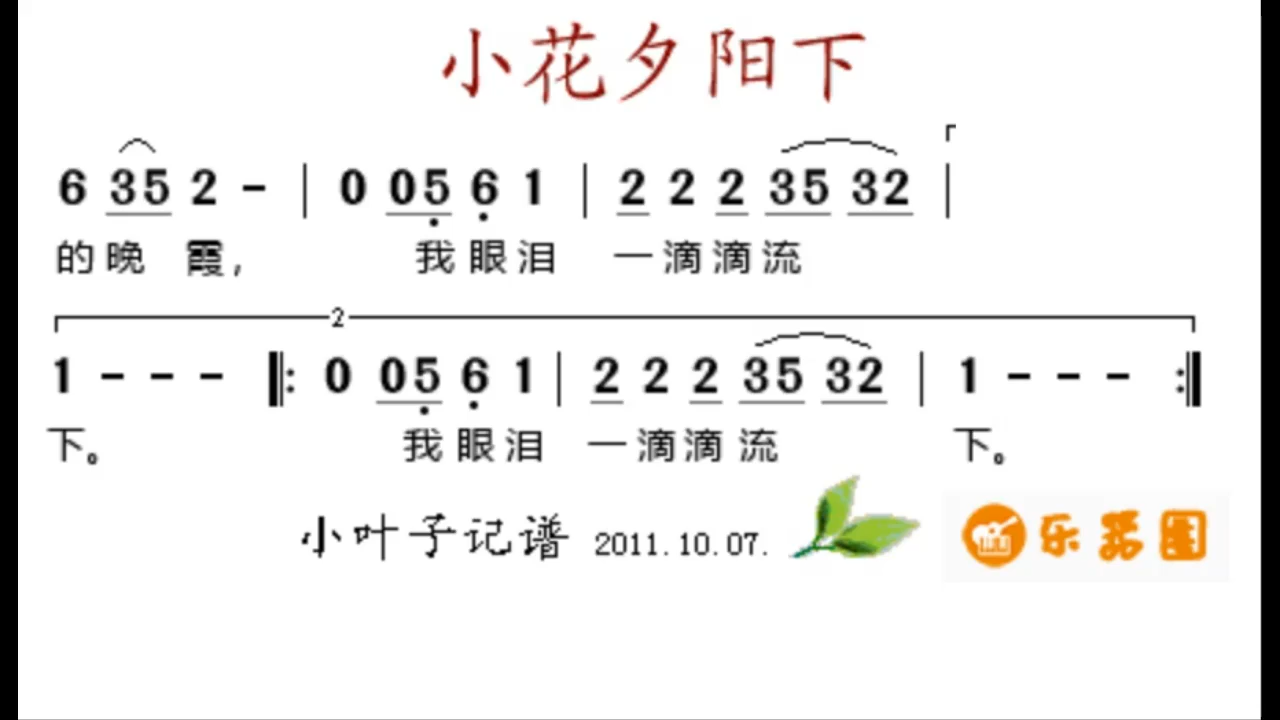 小花夕阳下
6 35 2 - | 0 05 6 1 | 2 2 2 35 32 |
的晚 霞, 我眼泪 一滴滴流
2
1 - - - ‖: 0 05 6 1 | 2 2 2 35 32 | 1 - - - :‖
下。 我眼泪 一滴滴流 下。
小叶子记谱 2011.10.07.
乐器圈